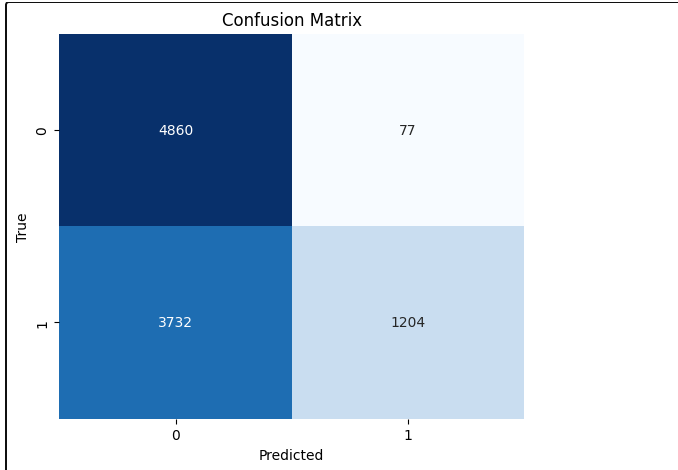 Confusion Matrix
True
0
4860
77
1
3732
1204
0
1
Predicted